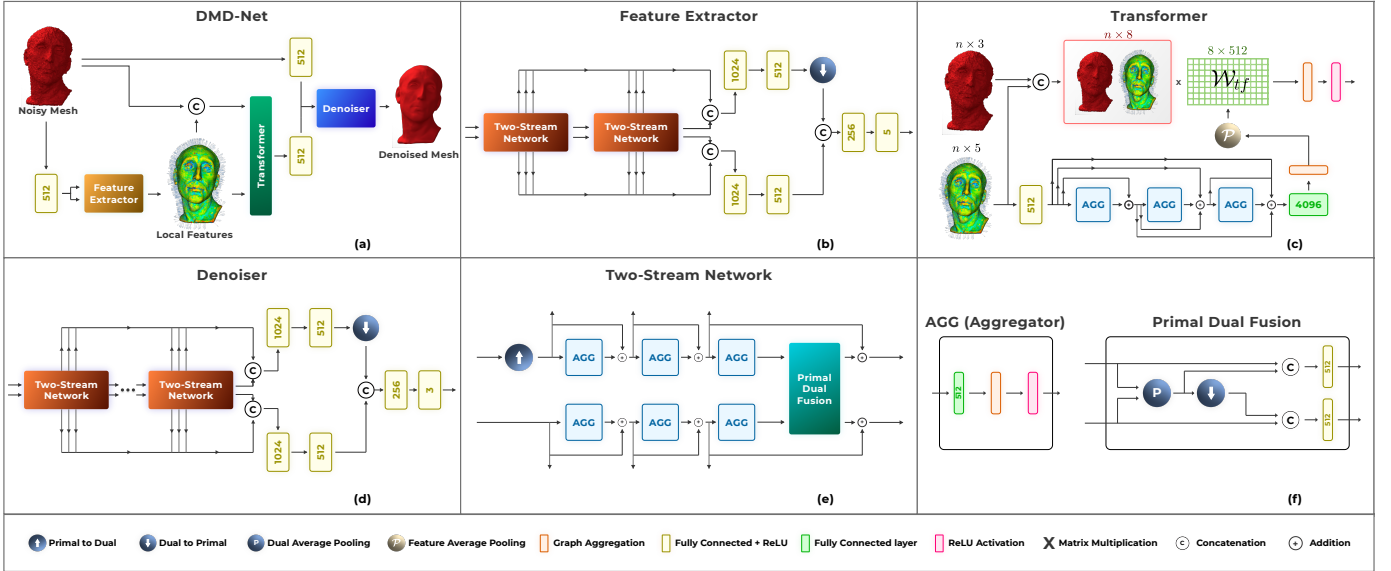 DMD-Net
Noisy Mesh
512
Feature
Extractor
Local Features
C
512
512
Transformer
Denoiser
Denoised Mesh
(a)
Feature Extractor
Two-Stream
Network
Two-Stream
Network
C
C
1024
512
1024
512
C
256
5
(b)
Transformer
n × 3
n × 5
C
n × 8
x
8 × 512
𝒲tf
𝒫
512
AGG
+
AGG
+
AGG
+
4096
(c)
Denoiser
Two-Stream
Network
•••
Two-Stream
Network
C
C
1024
512
1024
512
C
256
3
(d)
Two-Stream Network
AGG
+
AGG
+
AGG
AGG
+
AGG
+
AGG
Primal
Dual
Fusion
+
+
(e)
AGG (Aggregator)
512
Primal Dual Fusion
P
C
C
512
512
(f)
Primal to Dual
Dual to Primal
P Dual Average Pooling
𝒫 Feature Average Pooling
Graph Aggregation
Fully Connected + ReLU
Fully Connected layer
ReLU Activation
X Matrix Multiplication
C Concatenation
+ Addition